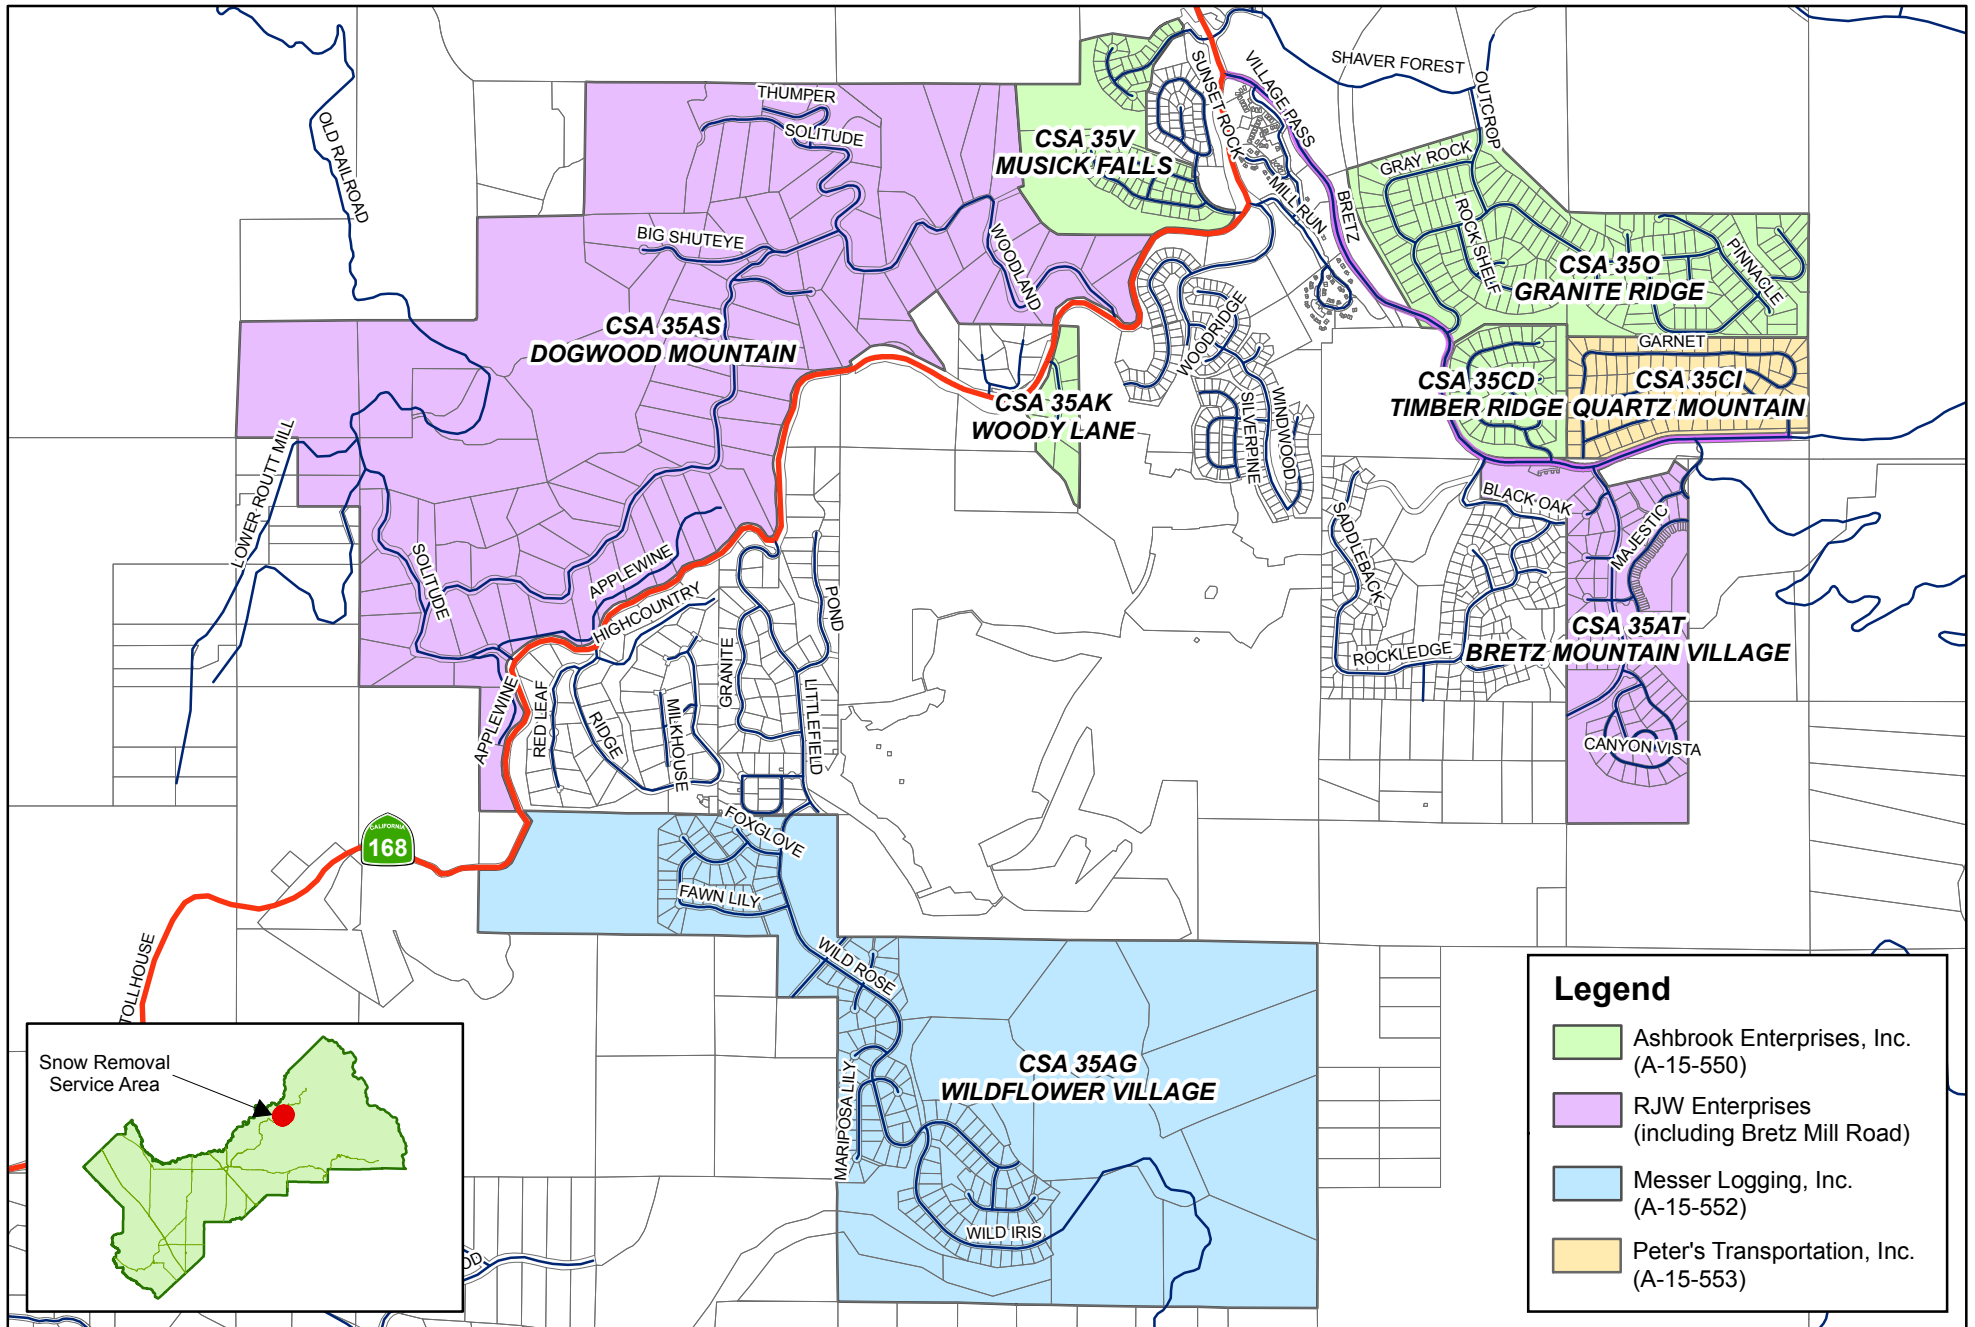 THUMPER
SOLITUDE
OLD RAILROAD
BIG SHUTEYE
WOODLAND
CSA 35V
MUSICK FALLS
SUNSET ROCK
VILLAGE PASS
MILL RUN
BRETZ
SHAVER FOREST
OUTCROP
GRAY ROCK
ROCK SHELF
PINNACLE
CSA 35O
GRANITE RIDGE
CSA 35AS
DOGWOOD MOUNTAIN
CSA 35AK
WOODY LANE
WOODRIDGE
SILVERPINE
WINDWOOD
GARNET
CSA 35CD
TIMBER RIDGE
CSA 35CI
QUARTZ MOUNTAIN
LOWER ROUTT MILL
SOLITUDE
APPLEWINE
HIGHCOUNTRY
APPLEWINE
RED LEAF
RIDGE
MILKHOUSE
GRANITE
LITTLEFIELD
POND
SADDLEBACK
BLACK OAK
MAJESTIC
ROCKLEDGE
CSA 35AT
BRETZ MOUNTAIN VILLAGE
CANYON VISTA
CALIFORNIA
168
TOLLHOUSE
FOXGLOVE
FAWN LILY
WILD ROSE
MARIPOSA LILY
CSA 35AG
WILDFLOWER VILLAGE
WILD IRIS
OD
Snow Removal
Service Area
Legend
Ashbrook Enterprises, Inc.
(A-15-550)
RJW Enterprises
(including Bretz Mill Road)
Messer Logging, Inc.
(A-15-552)
Peter's Transportation, Inc.
(A-15-553)